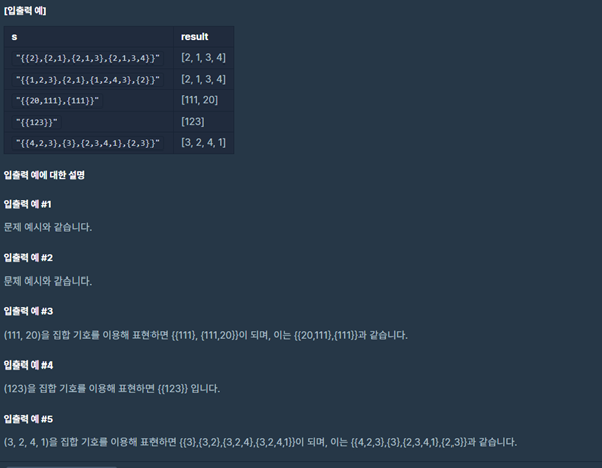 [입출력 예]
s result
"{{2},{2,1},{2,1,3},{2,1,3,4}}" [2, 1, 3, 4]
"{{1,2,3},{2,1},{1,2,4,3},{2}}" [2, 1, 3, 4]
"{{20,111},{111}}" [111, 20]
"{{123}}" [123]
"{{4,2,3},{3},{2,3,4,1},{2,3}}" [3, 2, 4, 1]
입출력 예에 대한 설명
입출력 예 #1
문제 예시와 같습니다.
입출력 예 #2
문제 예시와 같습니다.
입출력 예 #3
(111, 20)을 집합 기호를 이용해 표현하면 {{111}, {111,20}}이 되며, 이는 {{20,111},{111}}과 같습니다.
입출력 예 #4
(123)을 집합 기호를 이용해 표현하면 {{123}} 입니다.
입출력 예 #5
(3, 2, 4, 1)을 집합 기호를 이용해 표현하면 {{3},{3,2},{3,2,4},{3,2,4,1}}이 되며, 이는 {{4,2,3},{3},{2,3,4,1},{2,3}}과 같습니다.